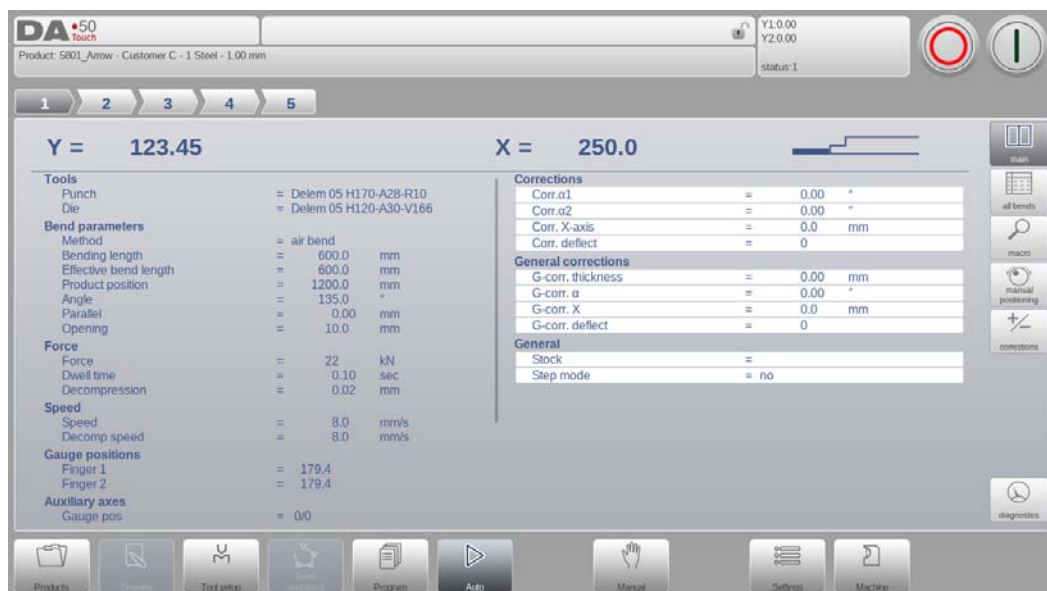 DA•50
Touch
Product: 5801_Arrow - Customer C - 1 Steel - 1.00 mm
Y1:0.00
Y2:0.00
status:1
1 2 3 4 5
Y = 123.45
X = 250.0
Tools
Punch = Delem 05 H170-A28-R10
Die = Delem 05 H120-A30-V166
Bend parameters
Method = air bend
Bending length = 600.0 mm
Effective bend length = 600.0 mm
Product position = 1200.0 mm
Angle = 135.0 °
Parallel = 0.00 mm
Opening = 10.0 mm
Force
Force = 22 kN
Dwell time = 0.10 sec
Decompression = 0.02 mm
Speed
Speed = 8.0 mm/s
Decomp speed = 8.0 mm/s
Gauge positions
Finger 1 = 179.4
Finger 2 = 179.4
Auxiliary axes
Gauge pos = 0/0
Corrections
Corr.α1 = 0.00 °
Corr.α2 = 0.00 °
Corr. X-axis = 0.0 mm
Corr. deflect = 0
General corrections
G-corr. thickness = 0.00 mm
G-corr. α = 0.00 °
G-corr. X = 0.0 mm
G-corr. deflect = 0
General
Stock =
Step mode = no
main
all bends
macro
manual
positioning
corrections
diagnostics
Products
Tool setup
Program
Auto
Manual
Settings
Machine